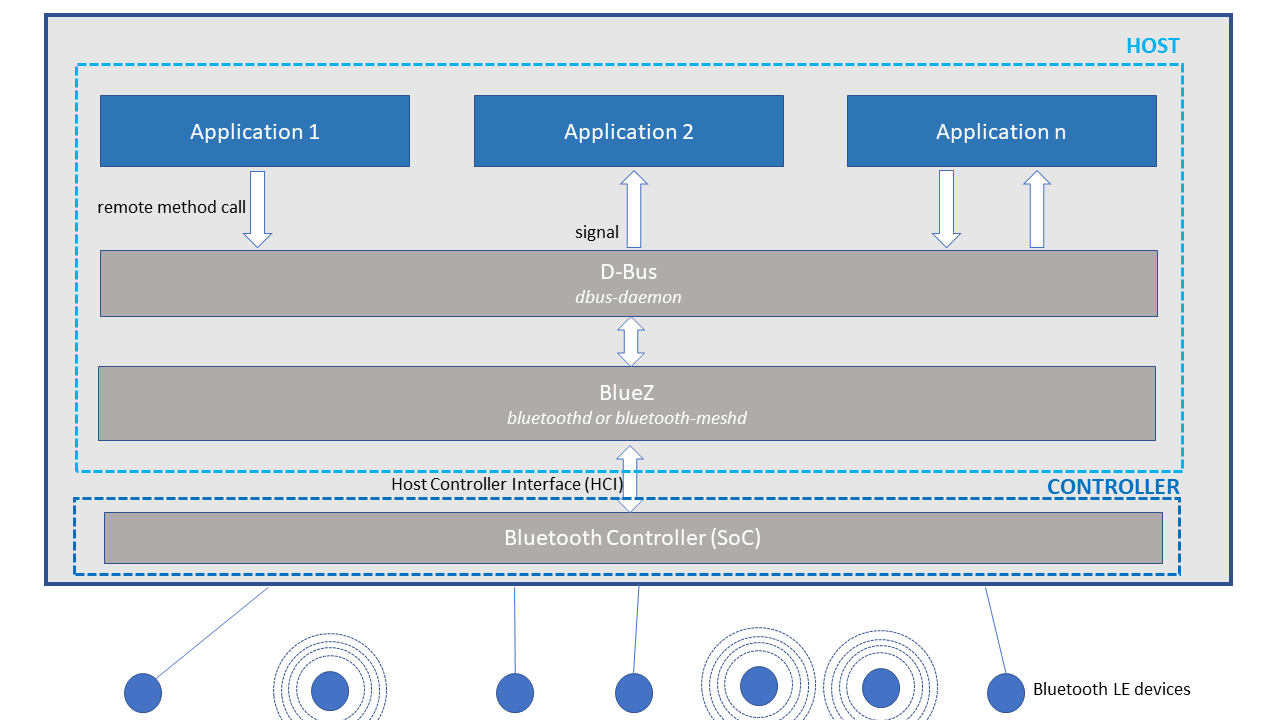 HOST
Application 1
Application 2
Application n
remote method call
signal
D-Bus
dbus-daemon
BlueZ
bluetoothd or bluetooth-meshd
Host Controller Interface (HCI)
CONTROLLER
Bluetooth Controller (SoC)
Bluetooth LE devices